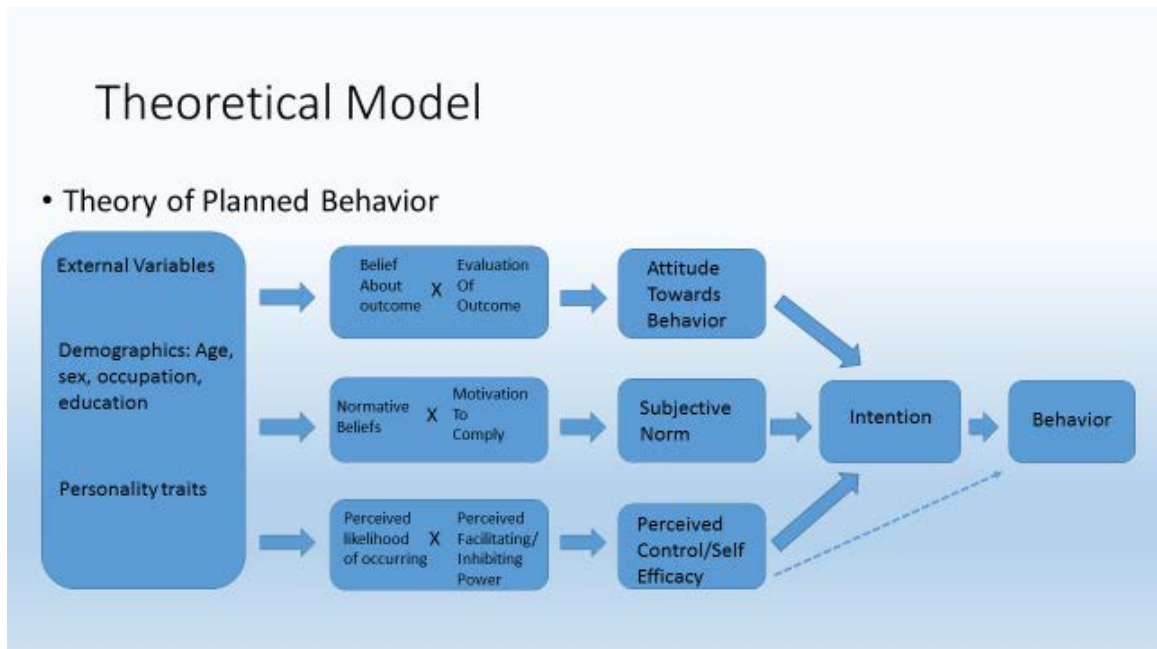 Theoretical Model
• Theory of Planned Behavior
External Variables
Demographics: Age,
sex, occupation,
education
Personality traits
Belief
About
outcome
X
Evaluation
Of
Outcome
Attitude
Towards
Behavior
Normative
Beliefs
X
Motivation
To
Comply
Subjective
Norm
Perceived
likelihood
of occurring
X
Perceived
Facilitating/
Inhibiting
Power
Perceived
Control/Self
Efficacy
Intention
Behavior